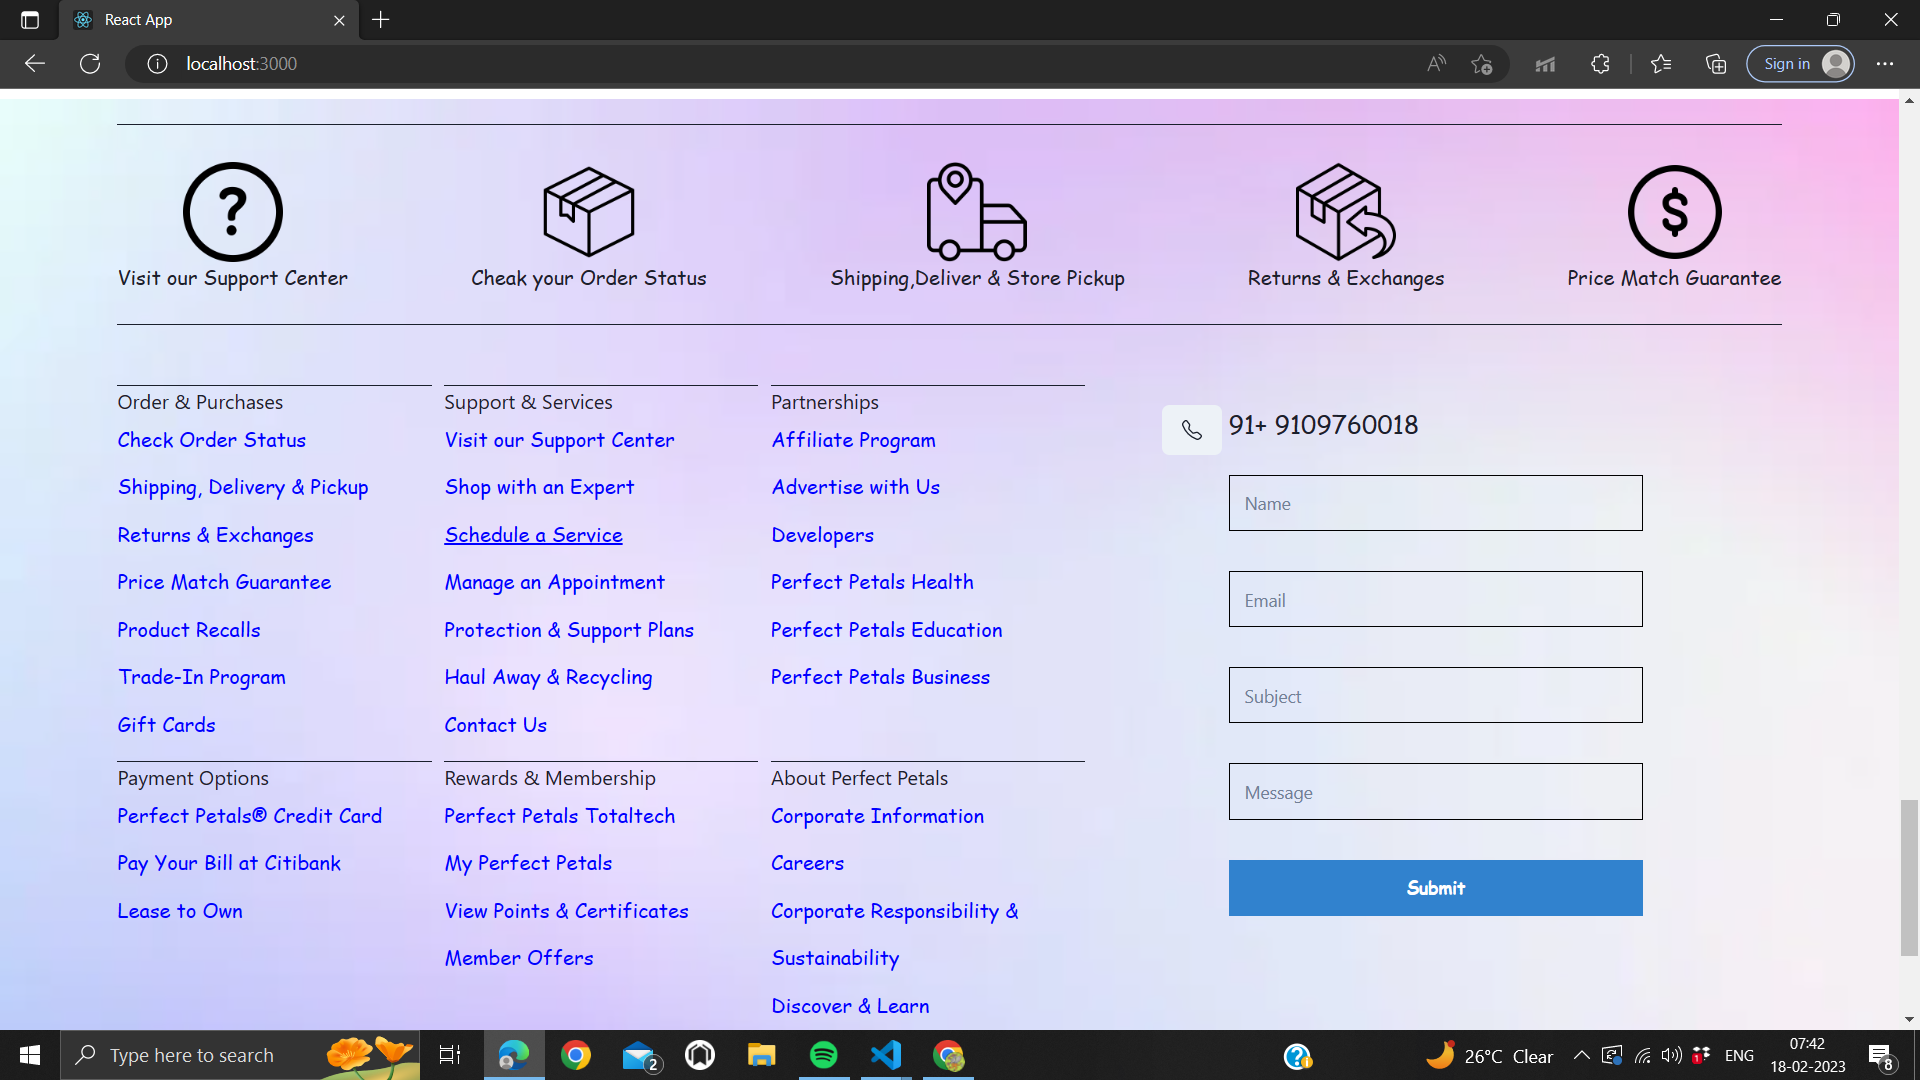 React App
localhost:3000
Sign in
Visit our Support Center
Cheak your Order Status
Shipping,Deliver & Store Pickup
Returns & Exchanges
Price Match Guarantee
Order & Purchases
Check Order Status
Shipping, Delivery & Pickup
Returns & Exchanges
Price Match Guarantee
Product Recalls
Trade-In Program
Gift Cards
Support & Services
Visit our Support Center
Shop with an Expert
Schedule a Service
Manage an Appointment
Protection & Support Plans
Haul Away & Recycling
Contact Us
Partnerships
Affiliate Program
Advertise with Us
Developers
Perfect Petals Health
Perfect Petals Education
Perfect Petals Business
Payment Options
Perfect Petals® Credit Card
Pay Your Bill at Citibank
Lease to Own
Rewards & Membership
Perfect Petals Totaltech
My Perfect Petals
View Points & Certificates
Member Offers
About Perfect Petals
Corporate Information
Careers
Corporate Responsibility &
Sustainability
Discover & Learn
91+ 9109760018
Name
Email
Subject
Message
Submit
Type here to search
2
26°C Clear
1
ENG
07:42
18-02-2023
8